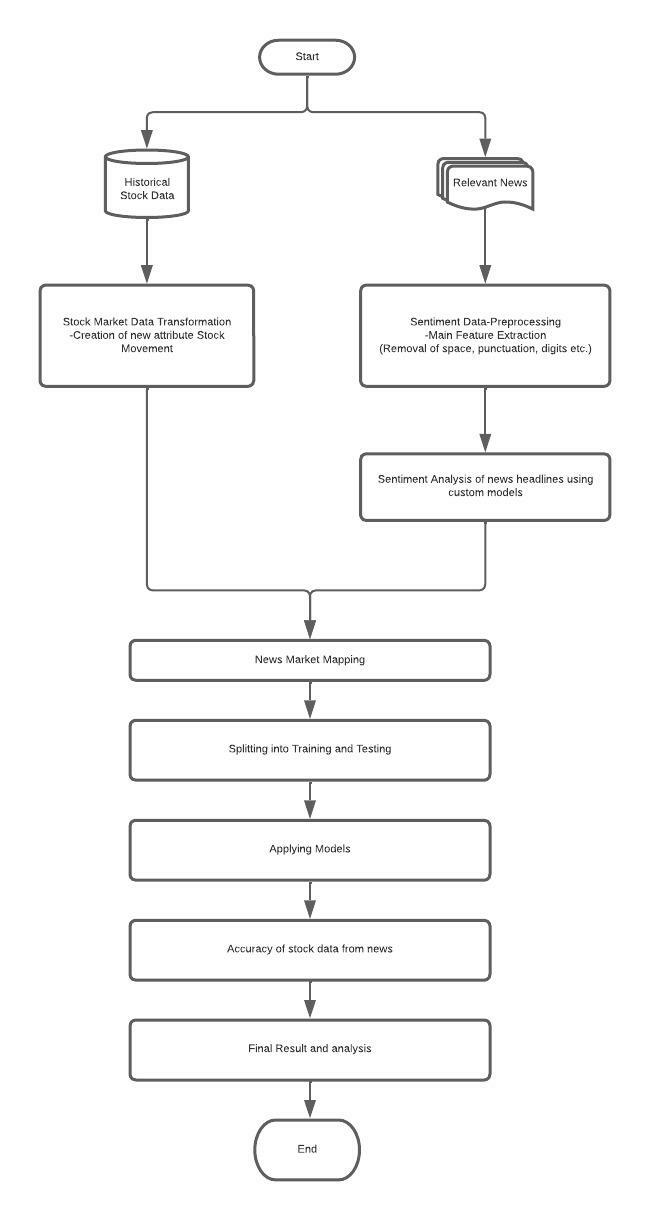 Start
Historical
Stock Data
Relevant News
Stock Market Data Transformation
-Creation of new attribute Stock
Movement
Sentiment Data-Preprocessing
-Main Feature Extraction
(Removal of space, punctuation, digits etc.)
Sentiment Analysis of news headlines using
custom models
News Market Mapping
Splitting into Training and Testing
Applying Models
Accuracy of stock data from news
Final Result and analysis
End